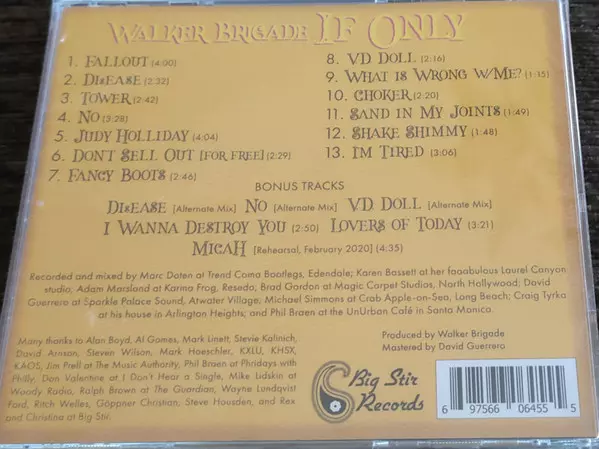 WALKER BRIGADE IF ONLY
1. FALLOUT (4:00)
2. DISEASE (2:32)
3. TOWER (2:42)
4. NO (3:28)
5. JUDY HOLLIDAY (4:04)
6. DON'T SELL OUT [FOR FREE] (2:29)
7. FANCY BOOTS (2:46)
8. VD DOLL (2:16)
9. WHAT IS WRONG W/ME? (1:15)
10. CHOKER (2:20)
11. SAND IN MY JOINTS (1:49)
12. SHAKE SHIMMY (1:48)
13. I'M TIRED (3:06)
BONUS TRACKS
DISEASE [Alternate Mix] NO [Alternate Mix] VD DOLL [Alternate Mix]
I WANNA DESTROY YOU (2:50) LOVERS OF TODAY (3:21)
MICAH [Rehearsal, February 2020] (4:35)
Recorded and mixed by Marc Doten at Trend Coma Bootlegs, Edendale; Karen Bassett at her faaabulous Laurel Canyon
studio; Adam Marsland at Karma Frog, Reseda; Brad Gordon at Magic Carpet Studios, North Hollywood; David
Guerrero at Sparkle Palace Sound, Atwater Village; Michael Simmons at Crab Apple-on-Sea, Long Beach; Craig Tyrka
at his house in Arlington Heights; and Phil Braen at the UnUrban Café in Santa Monica.
Many thanks to Alan Boyd, Al Gomes, Mark Linett, Stevie Kalinich,
David Arnson, Steven Wilson, Mark Hoeschler, KXLU, KHSX,
KAOS, Jim Prell at The Music Authority, Phil Braen at Phridays with
Philly, Don Valentine at I Don't Hear a Single, Mike Lidskin at
Woody Radio, Ralph Brown at The Guardian, Wayne Lundqvist
Ford, Ritch Welles, Göppner Christian, Steve Housden, and Rex
and Christina at Big Stir.
Big Stir
Records
Produced by Walker Brigade
Mastered by David Guerrero
6 97566 06455 5